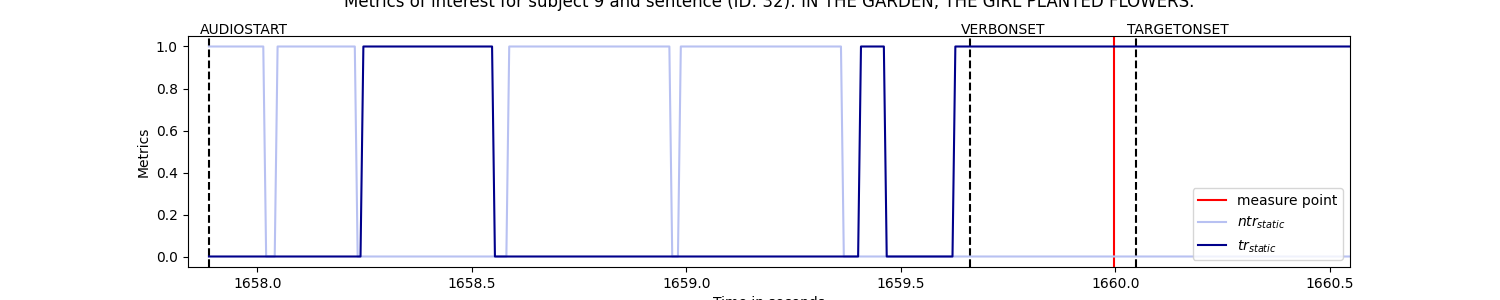 Metrics of interest for subject 9 and sentence (ID: 32): IN THE GARDEN, THE GIRL PLANTED FLOWERS.
AUDIOSTART VERBONSET TARGETONSET
1.0
0.8
0.6
0.4
0.2
0.0
Metrics
measure point
ntr_static
tr_static
1658.0 1658.5 1659.0 1659.5 1660.0 1660.5
Time in seconds